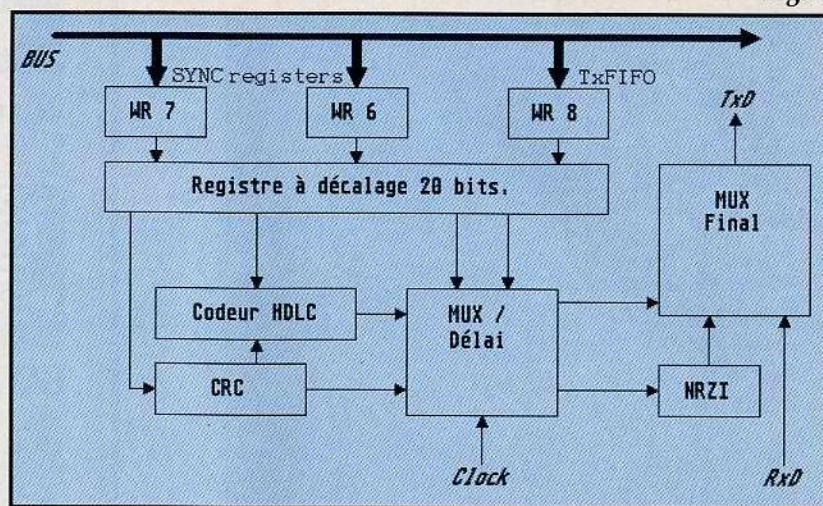 BUS
SYNC registers
TxFIFO
TxD
WR 7
WR 6
WR 8
Registre à décalage 20 bits.
MUX
Final
Codeur HDLC
MUX /
Délai
CRC
NRZI
Clock
RxD